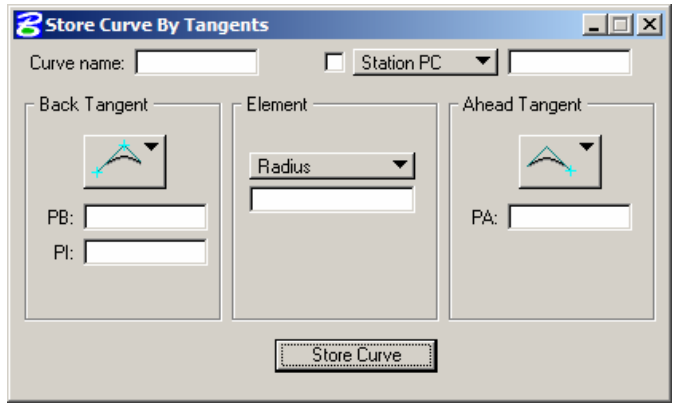 Store Curve By Tangents
Curve name: Station PC
Back Tangent Element Ahead Tangent
Radius
PB: PA:
PI:
Store Curve